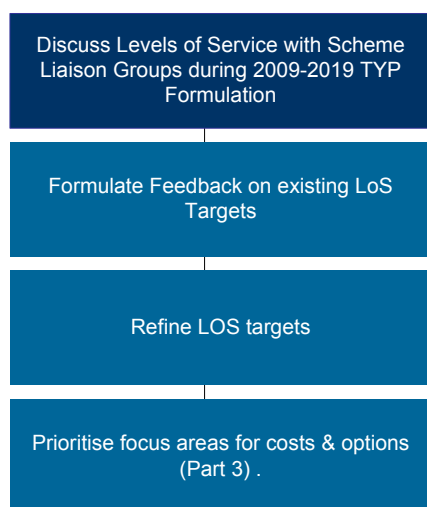 Discuss Levels of Service with Scheme
Liaison Groups during 2009-2019 TYP
Formulation
Formulate Feedback on existing LoS
Targets
Refine LOS targets
Prioritise focus areas for costs & options
(Part 3) .